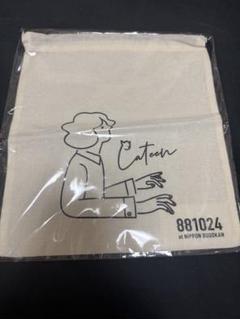 Cateen
881024
at NIPPON BUDOKAN